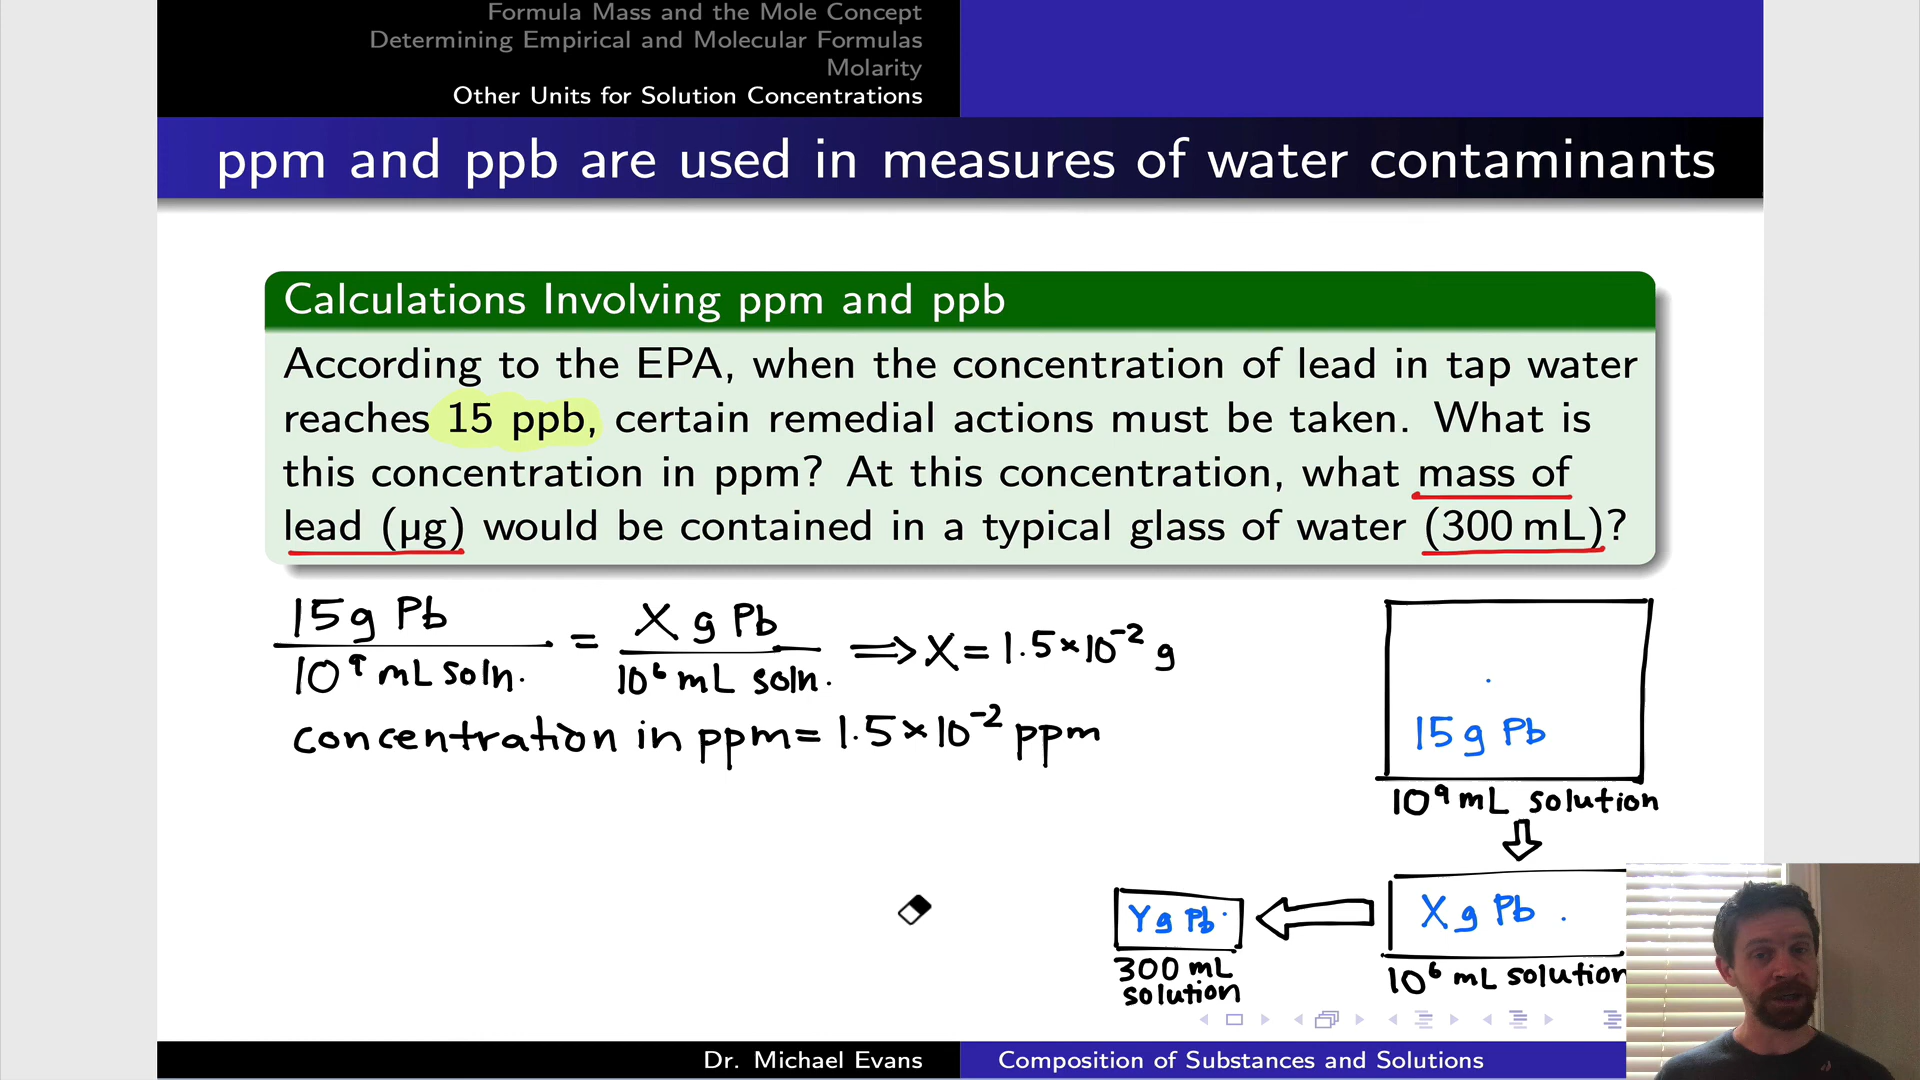 Formula Mass and the Mole Concept
Determining Empirical and Molecular Formulas
Molarity
Other Units for Solution Concentrations
ppm and ppb are used in measures of water contaminants
Calculations Involving ppm and ppb
According to the EPA, when the concentration of lead in tap water
reaches 15 ppb, certain remedial actions must be taken. What is
this concentration in ppm? At this concentration, what mass of
lead (µg) would be contained in a typical glass of water (300 mL)?
15g Pb / 10⁹ mL soln. = X g Pb / 10⁶ mL soln. ⟹ X = 1.5×10⁻² g
concentration in ppm = 1.5×10⁻² ppm
15g Pb
10⁹ mL solution
X g Pb
10⁶ mL solution
Y g Pb
300 mL
solution
Dr. Michael Evans
Composition of Substances and Solutions